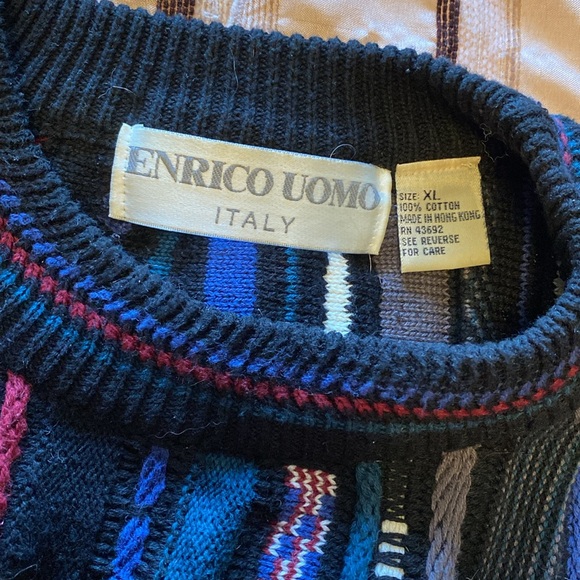 ENRICO UOMO
ITALY
SIZE: XL
100% COTTON
MADE IN HONG KONG
RN 43692
SEE REVERSE
FOR CARE